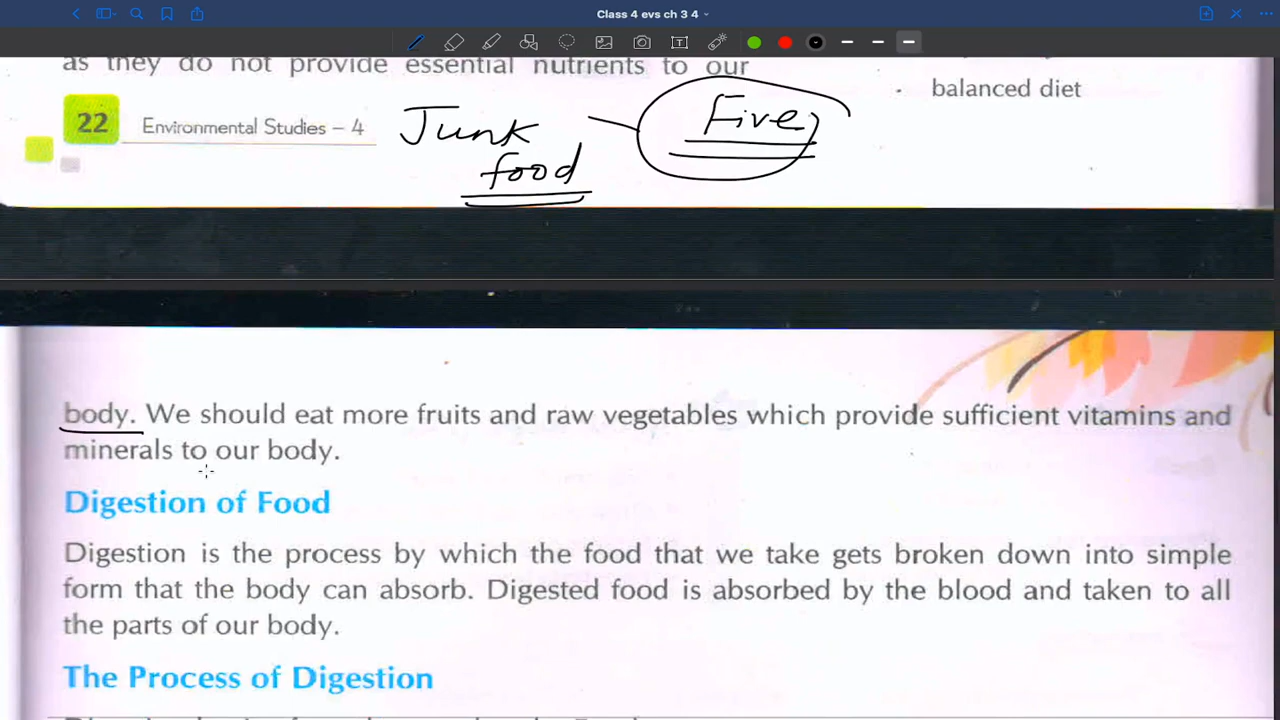 Class 4 evs ch 3 4
as they do not provide essential nutrients to our
balanced diet
22 Environmental Studies – 4
Junk food
Five
body. We should eat more fruits and raw vegetables which provide sufficient vitamins and
minerals to our body.
Digestion of Food
Digestion is the process by which the food that we take gets broken down into simple
form that the body can absorb. Digested food is absorbed by the blood and taken to all
the parts of our body.
The Process of Digestion